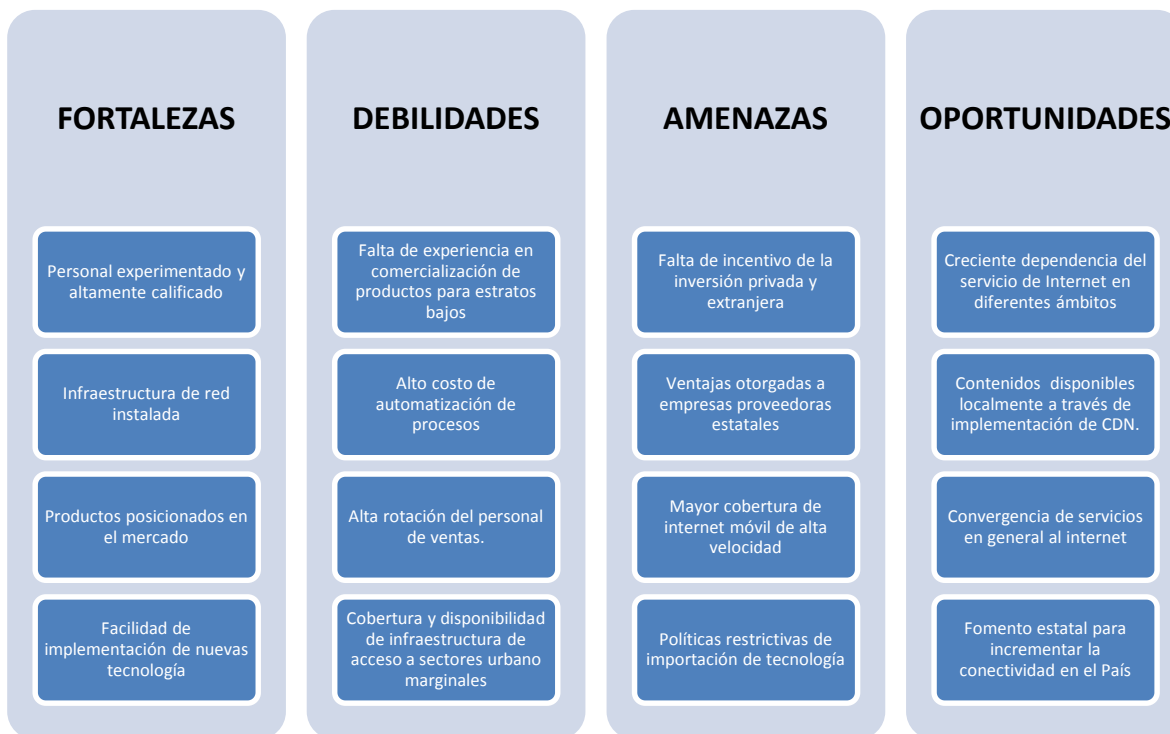 FORTALEZAS
Personal experimentado y
altamente calificado
Infraestructura de red
instalada
Productos posicionados en
el mercado
Facilidad de
implementación de nuevas
tecnología
DEBILIDADES
Falta de experiencia en
comercialización de
productos para estratos
bajos
Alto costo de
automatización de
procesos
Alta rotación del personal
de ventas.
Cobertura y disponibilidad
de infraestructura de
acceso a sectores urbano
marginales
AMENAZAS
Falta de incentivo de la
inversión privada y
extranjera
Ventajas otorgadas a
empresas proveedoras
estatales
Mayor cobertura de
internet móvil de alta
velocidad
Políticas restrictivas de
importación de tecnología
OPORTUNIDADES
Creciente dependencia del
servicio de Internet en
diferentes ámbitos
Contenidos disponibles
localmente a través de
implementación de CDN.
Convergencia de servicios
en general al internet
Fomento estatal para
incrementar la
conectividad en el País